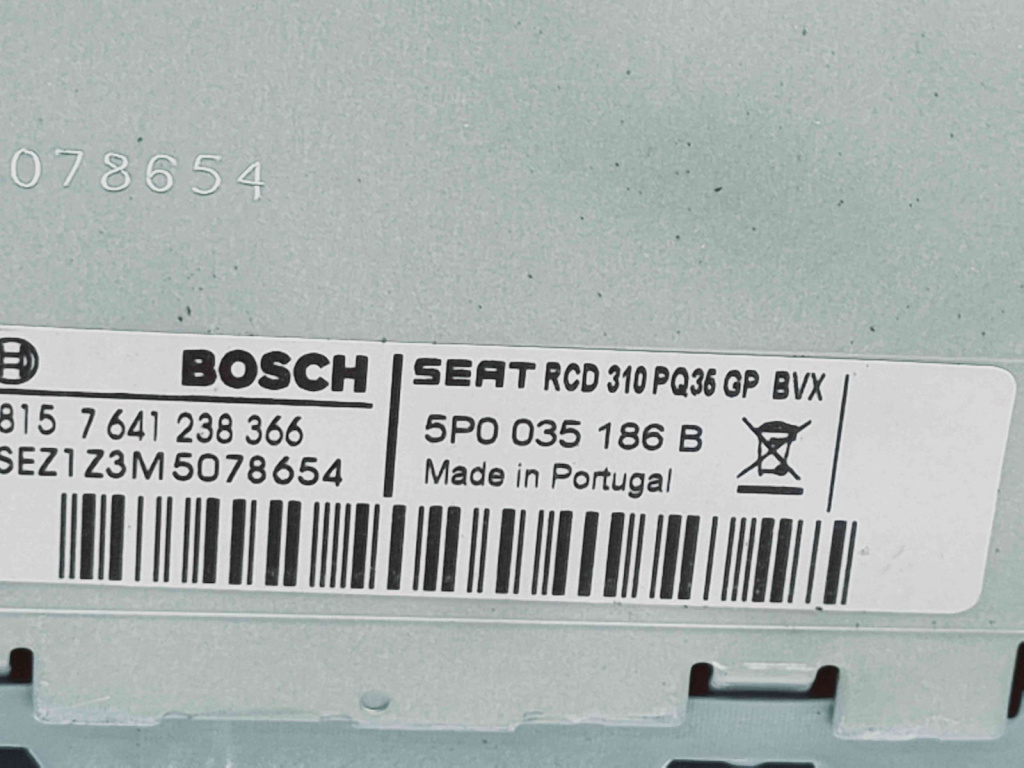 078654
BOSCH
SEAT RCD 310 PQ36 GP BVX
815 7 641 238 366
5P0 035 186 B
SEZ1Z3M5078654
Made in Portugal